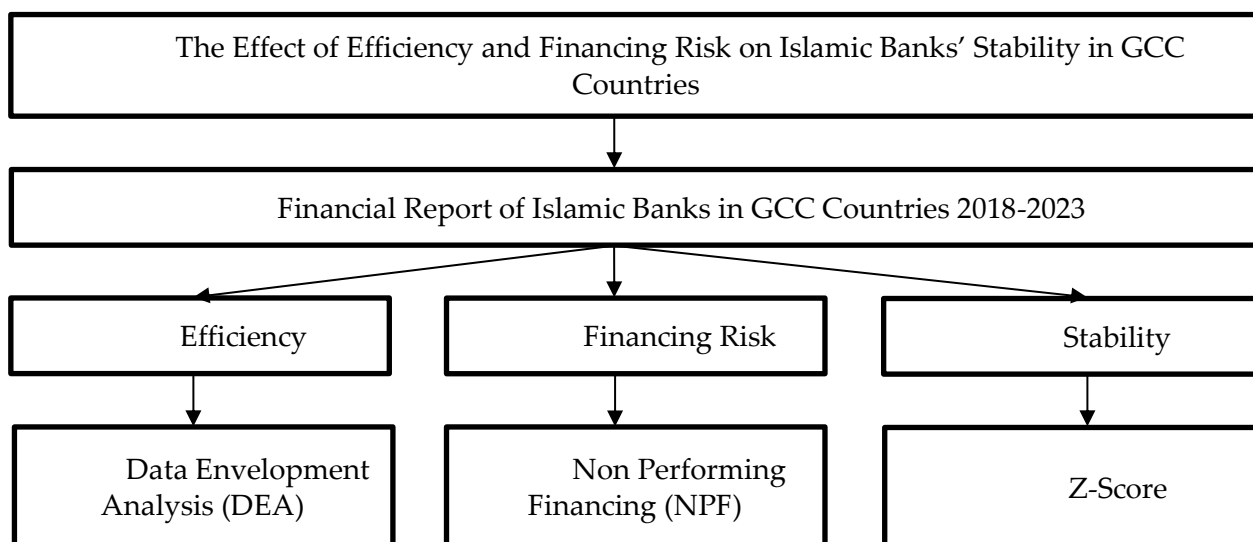 The Effect of Efficiency and Financing Risk on Islamic Banks’ Stability in GCC
Countries
Financial Report of Islamic Banks in GCC Countries 2018-2023
Efficiency
Financing Risk
Stability
Data Envelopment
Analysis (DEA)
Non Performing
Financing (NPF)
Z-Score